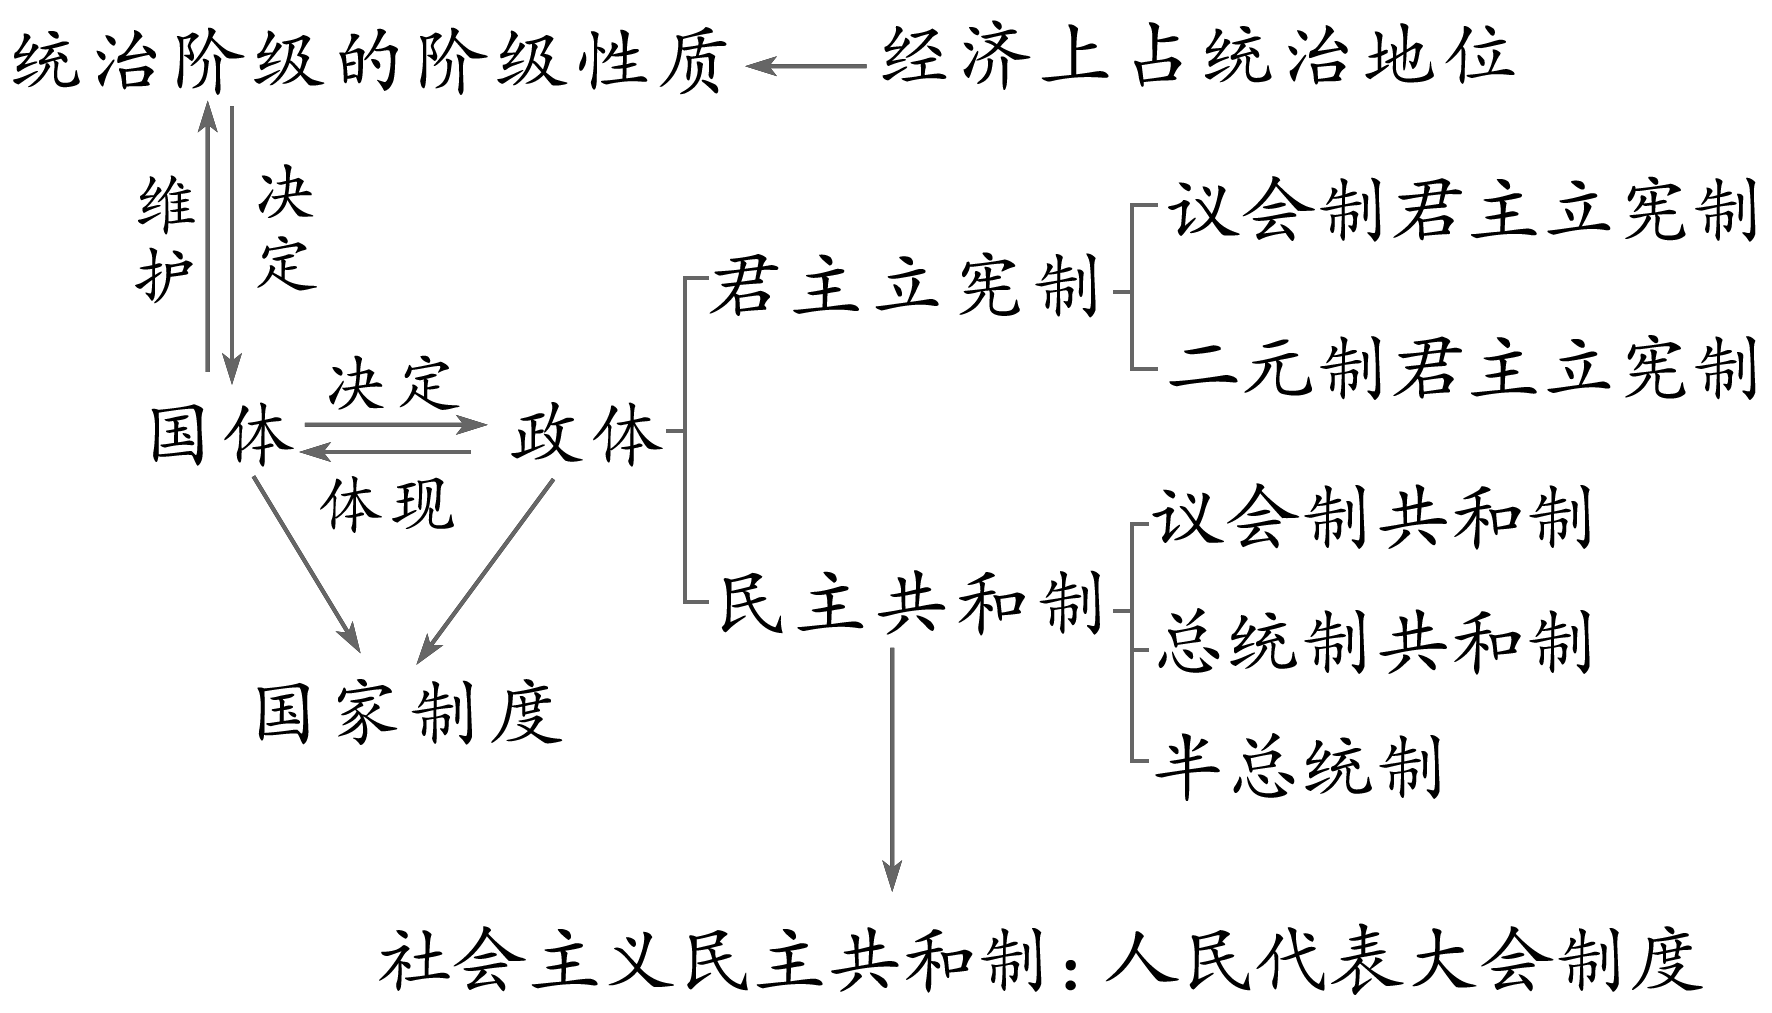 统治阶级的阶级性质
经济上占统治地位
维护
决定
议会制君主立宪制
君主立宪制
二元制君主立宪制
决定
国体
政体
体现
议会制共和制
民主共和制
总统制共和制
国家制度
半总统制
社会主义民主共和制:人民代表大会制度